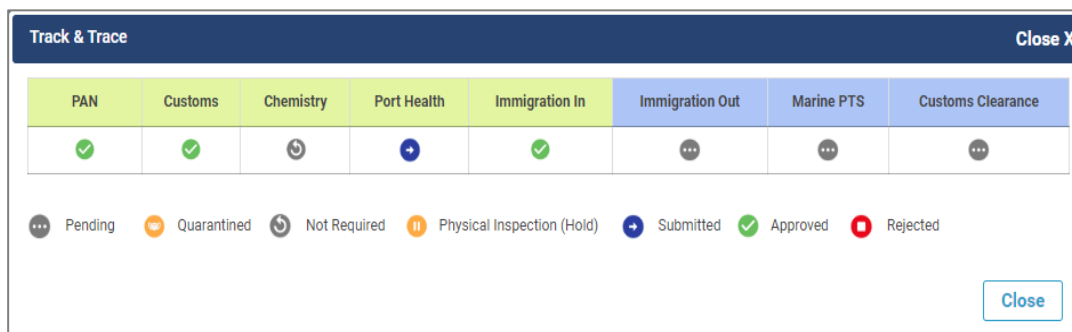 Track & Trace Close X
PAN Customs Chemistry Port Health Immigration In Immigration Out Marine PTS Customs Clearance
Pending Quarantined Not Required Physical Inspection (Hold) Submitted Approved Rejected
Close